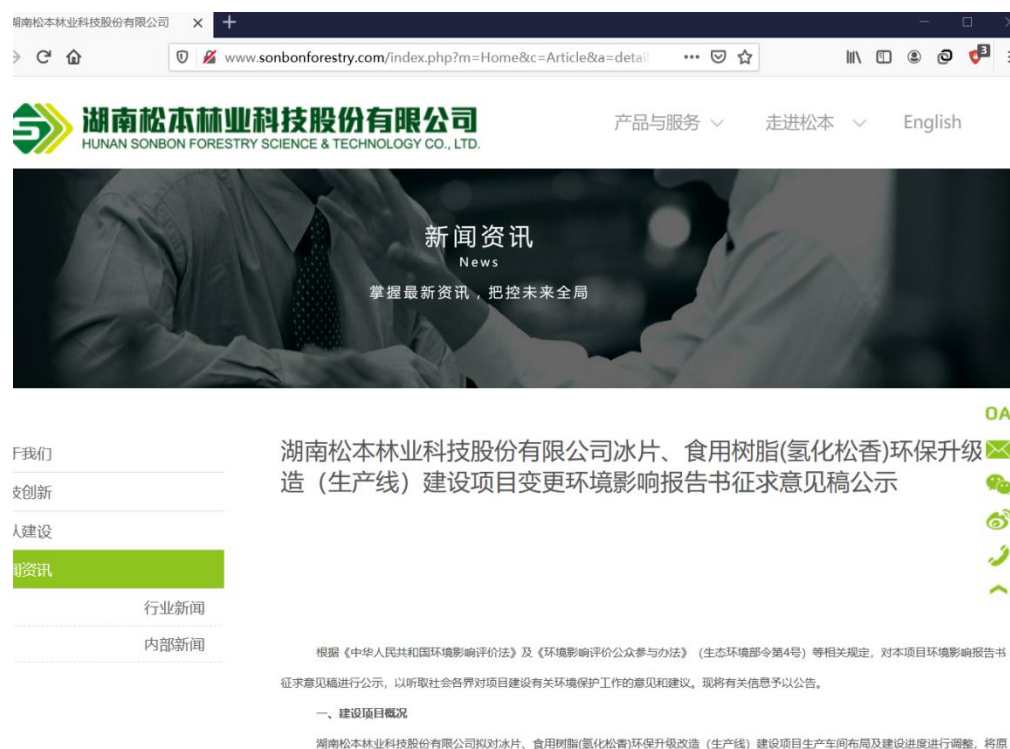 湖南松本林业科技股份有限公司
www.sonbonforestry.com/index.php?m=Home&c=Article&a=detail
3
湖南松本林业科技股份有限公司
HUNAN SONBON FORESTRY SCIENCE & TECHNOLOGY CO., LTD.
产品与服务
走进松本
English
新闻资讯
News
掌握最新资讯，把控未来全局
OA
于我们
技创新
队建设
闻资讯
行业新闻
内部新闻
湖南松本林业科技股份有限公司冰片、食用树脂(氢化松香)环保升级
造（生产线）建设项目变更环境影响报告书征求意见稿公示
根据《中华人民共和国环境影响评价法》及《环境影响评价公众参与办法》（生态环境部令第4号）等相关规定，对本项目环境影响报告书
征求意见稿进行公示，以听取社会各界对项目建设有关环境保护工作的意见和建议。现将有关信息予以公告。
一、建设项目概况
湖南松本林业科技股份有限公司拟对冰片、食用树脂(氢化松香)环保升级改造（生产线）建设项目生产车间布局及建设进度进行调整，将原